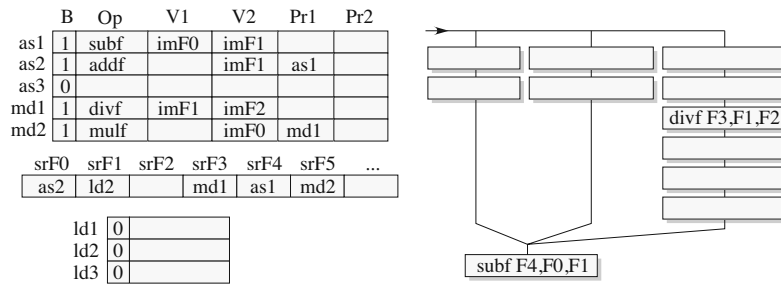 B Op V1 V2 Pr1 Pr2
as1 1 subf imF0 imF1
as2 1 addf imF1 as1
as3 0
md1 1 divf imF1 imF2
md2 1 mulf imF0 md1
srF0 srF1 srF2 srF3 srF4 srF5 ...
as2 ld2 md1 as1 md2
ld1 0
ld2 0
ld3 0
divf F3,F1,F2
subf F4,F0,F1